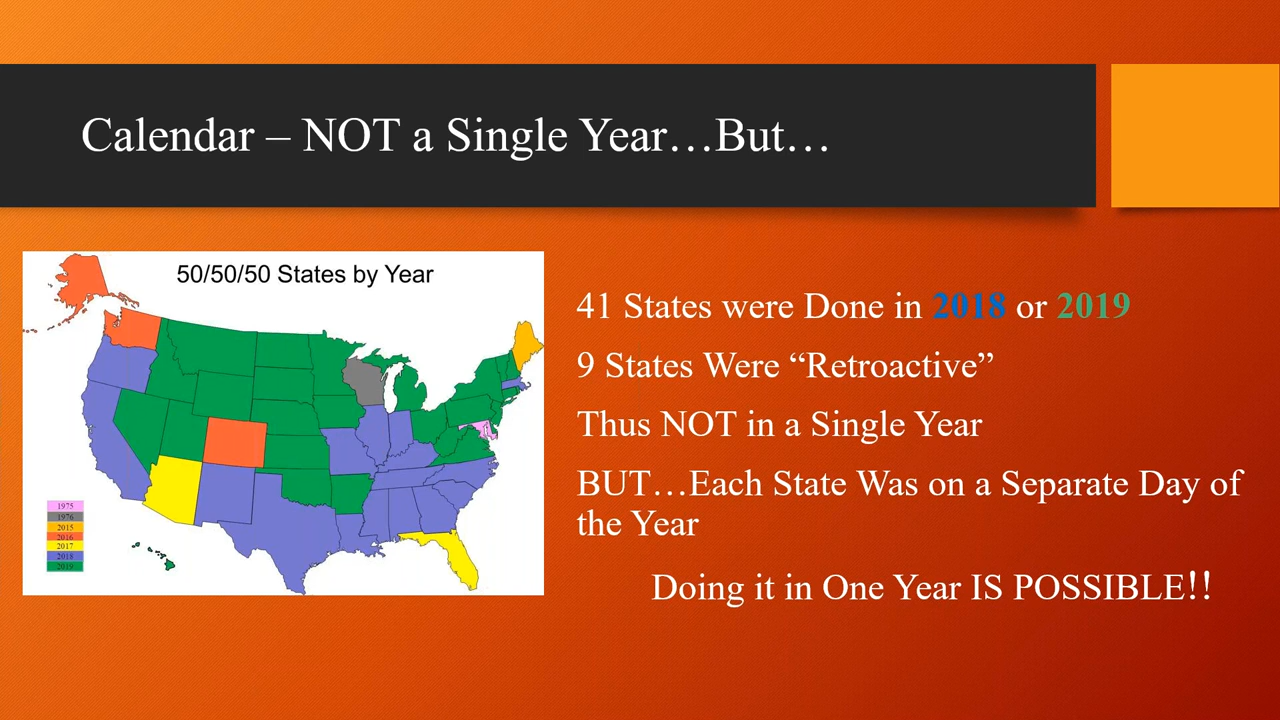 Calendar – NOT a Single Year…But…
50/50/50 States by Year
1975
1976
2015
2016
2017
2018
2019
41 States were Done in 2018 or 2019
9 States Were “Retroactive”
Thus NOT in a Single Year
BUT…Each State Was on a Separate Day of
the Year
Doing it in One Year IS POSSIBLE!!